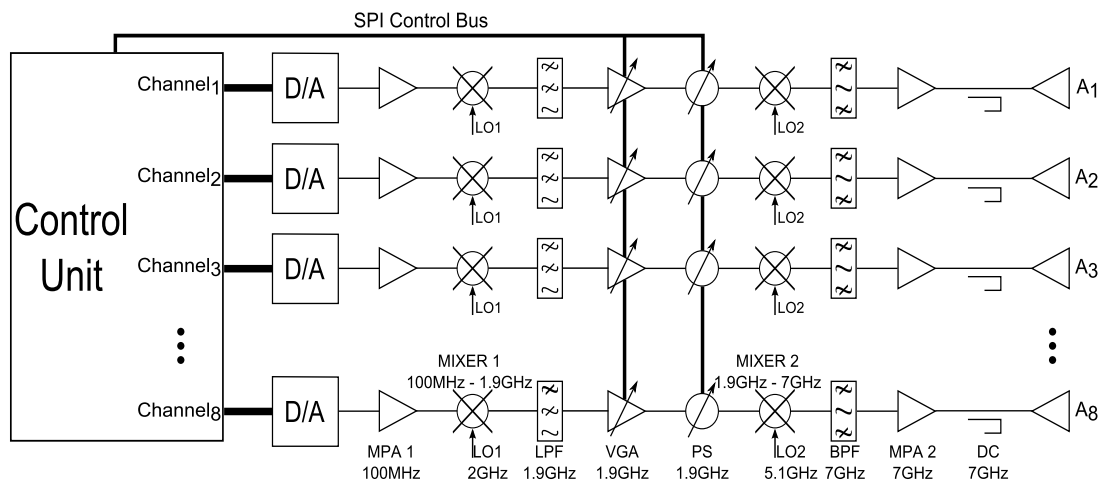 SPI Control Bus
Control
Unit
Channel1 D/A LO1 LO2 A1
Channel2 D/A LO1 LO2 A2
Channel3 D/A LO1 LO2 A3
MIXER 1 MIXER 2
100MHz - 1.9GHz 1.9GHz - 7GHz
Channel8 D/A A8
MPA 1 LO1 LPF VGA PS LO2 BPF MPA 2 DC
100MHz 2GHz 1.9GHz 1.9GHz 1.9GHz 5.1GHz 7GHz 7GHz 7GHz